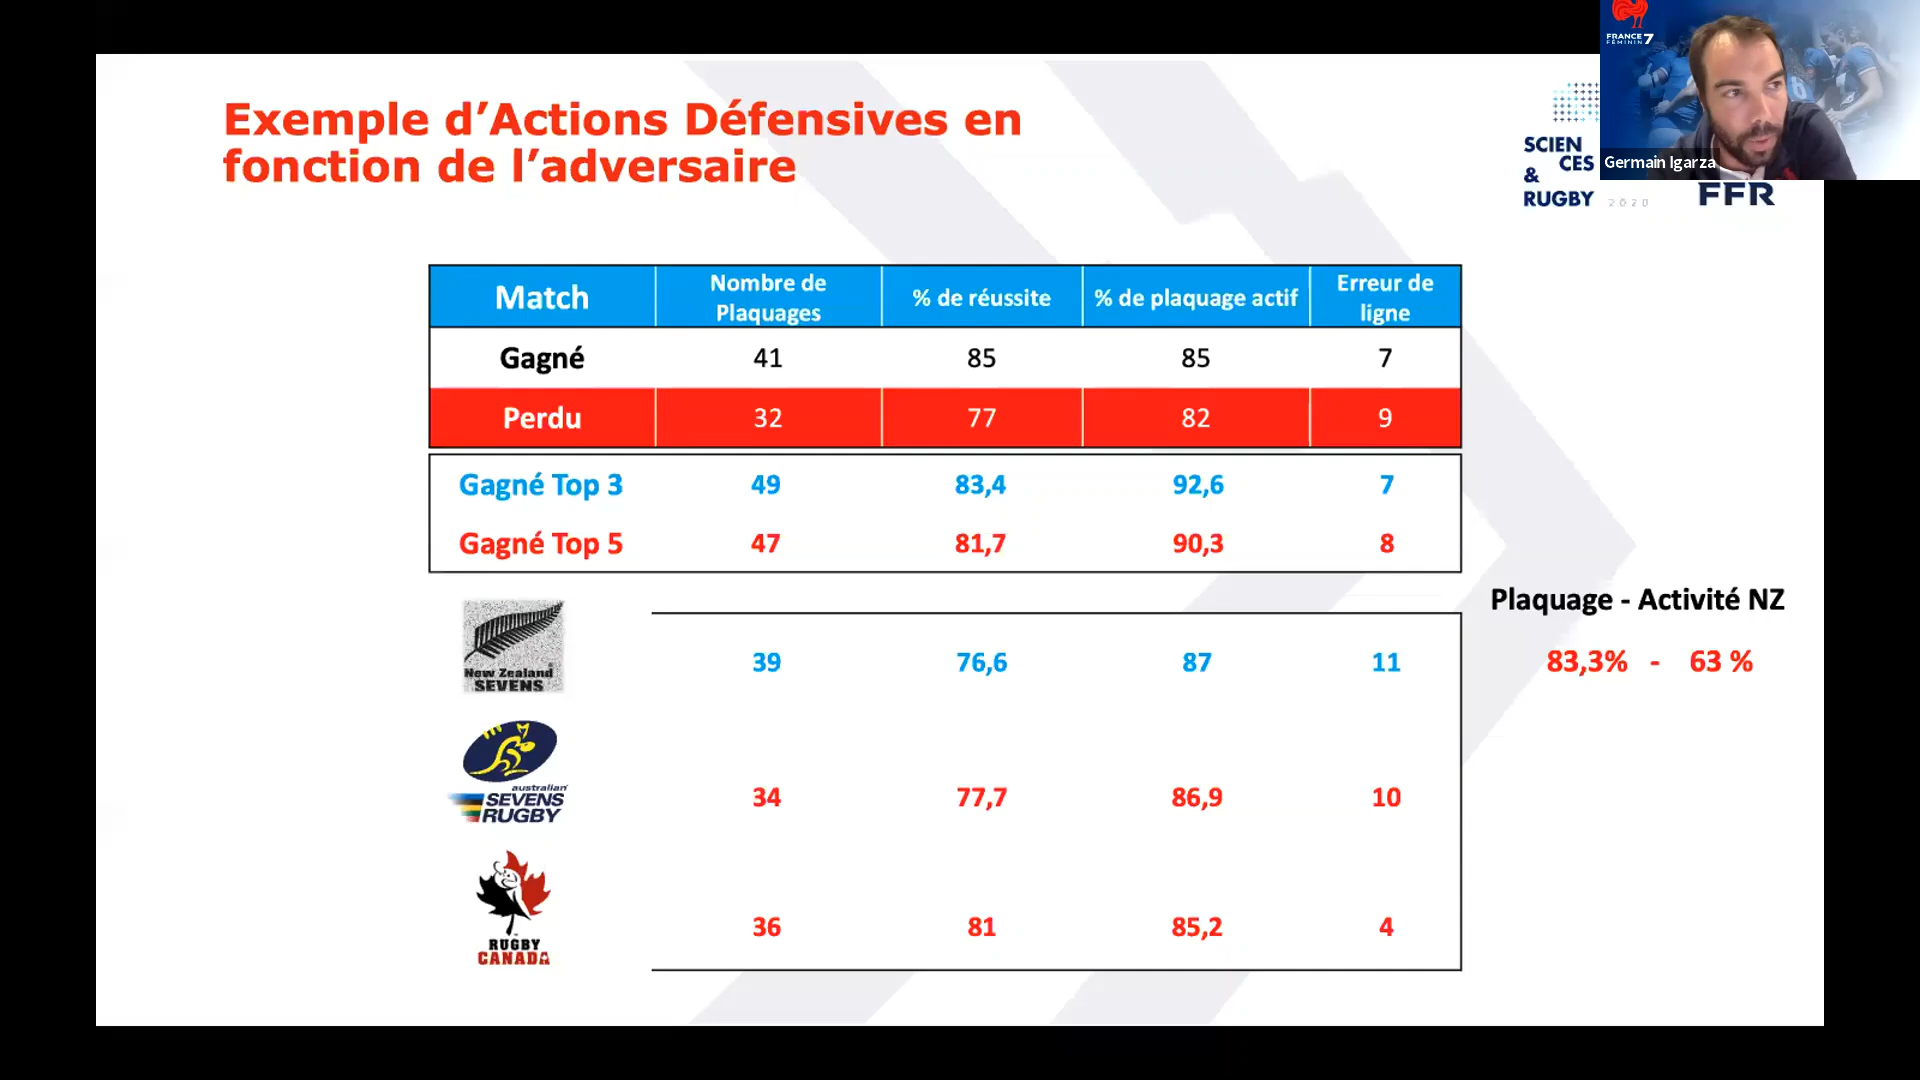 Exemple d’Actions Défensives en
fonction de l’adversaire
FRANCE 7
FÉMININ
Germain Igarza
SCIEN
CES
&
RUGBY 2020
FFR
Match Nombre de Plaquages % de réussite % de plaquage actif Erreur de ligne
Gagné 41 85 85 7
Perdu 32 77 82 9
Gagné Top 3 49 83,4 92,6 7
Gagné Top 5 47 81,7 90,3 8
Plaquage - Activité NZ
New Zealand
SEVENS
39 76,6 87 11
83,3% - 63 %
australian
SEVENS
RUGBY
34 77,7 86,9 10
RUGBY
CANADA
36 81 85,2 4